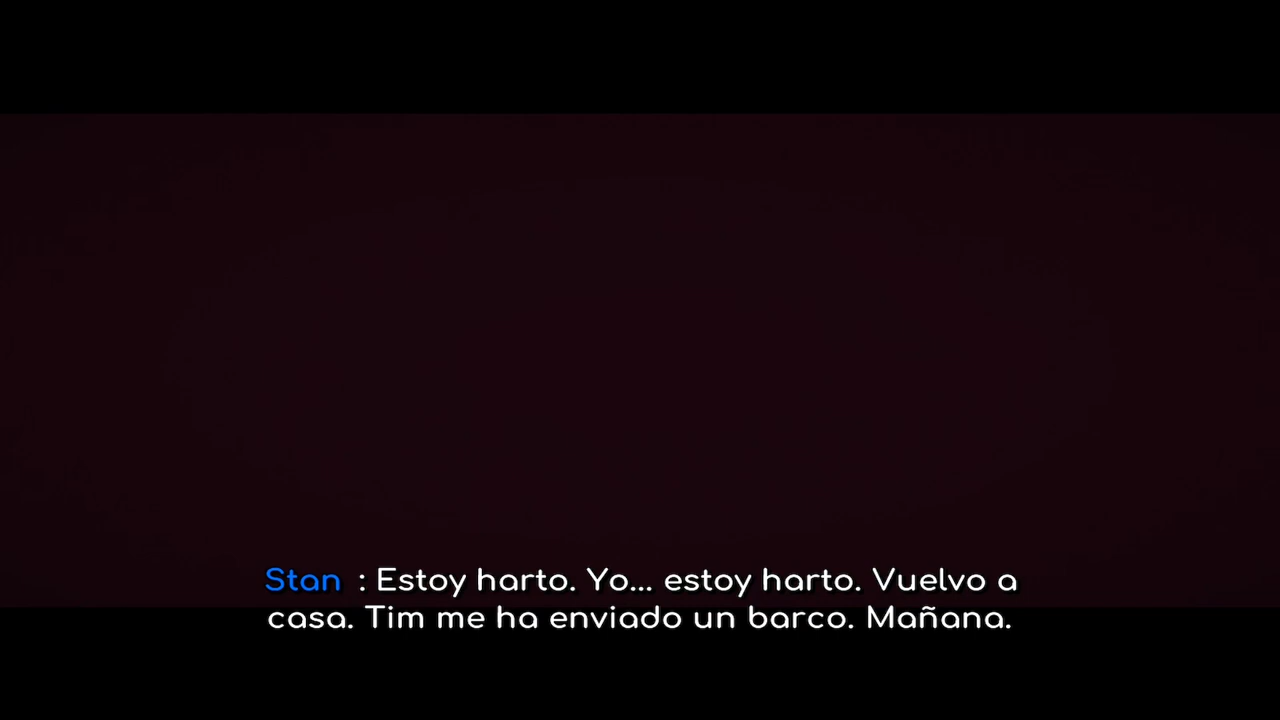 Stan : Estoy harto. Yo... estoy harto. Vuelvo a
casa. Tim me ha enviado un barco. Mañana.